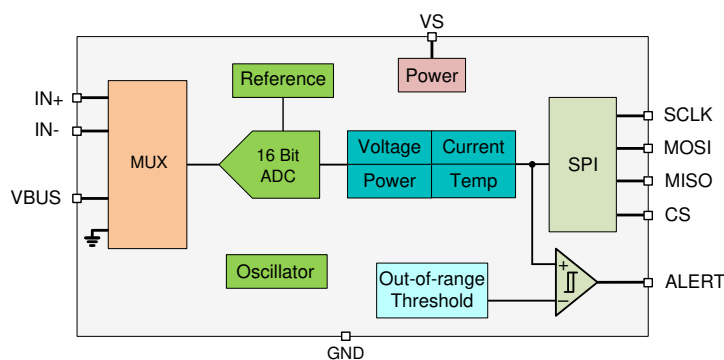 VS
Reference
Power
IN+
IN-
VBUS
MUX
16 Bit
ADC
Voltage
Current
Power
Temp
SPI
SCLK
MOSI
MISO
CS
Oscillator
Out-of-range
Threshold
+
−
ALERT
GND